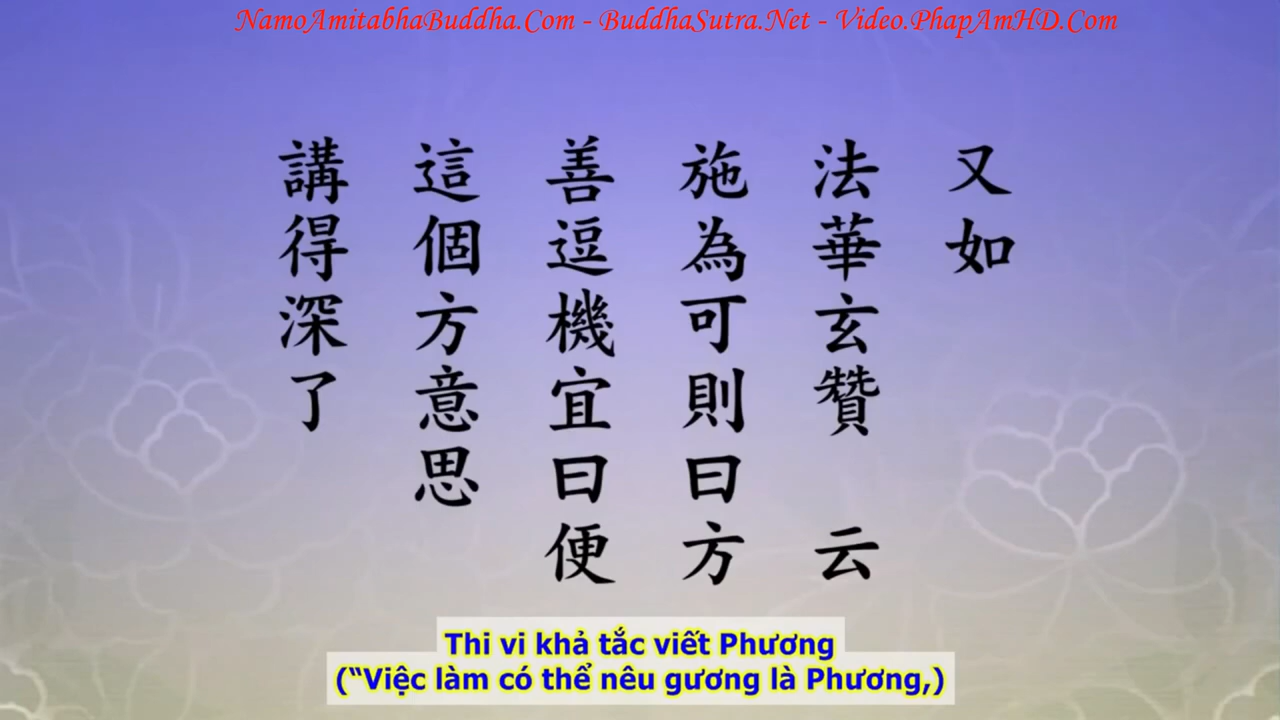 NamoAmitabhaBuddha.Com - BuddhaSutra.Net - Video.PhapAmHD.Com
又如
法華玄贊 云
施為可則曰方
善逗機宜曰便
這個方意思
講得深了
Thi vi khả tắc viết Phương
(“Việc làm có thể nêu gương là Phương,)